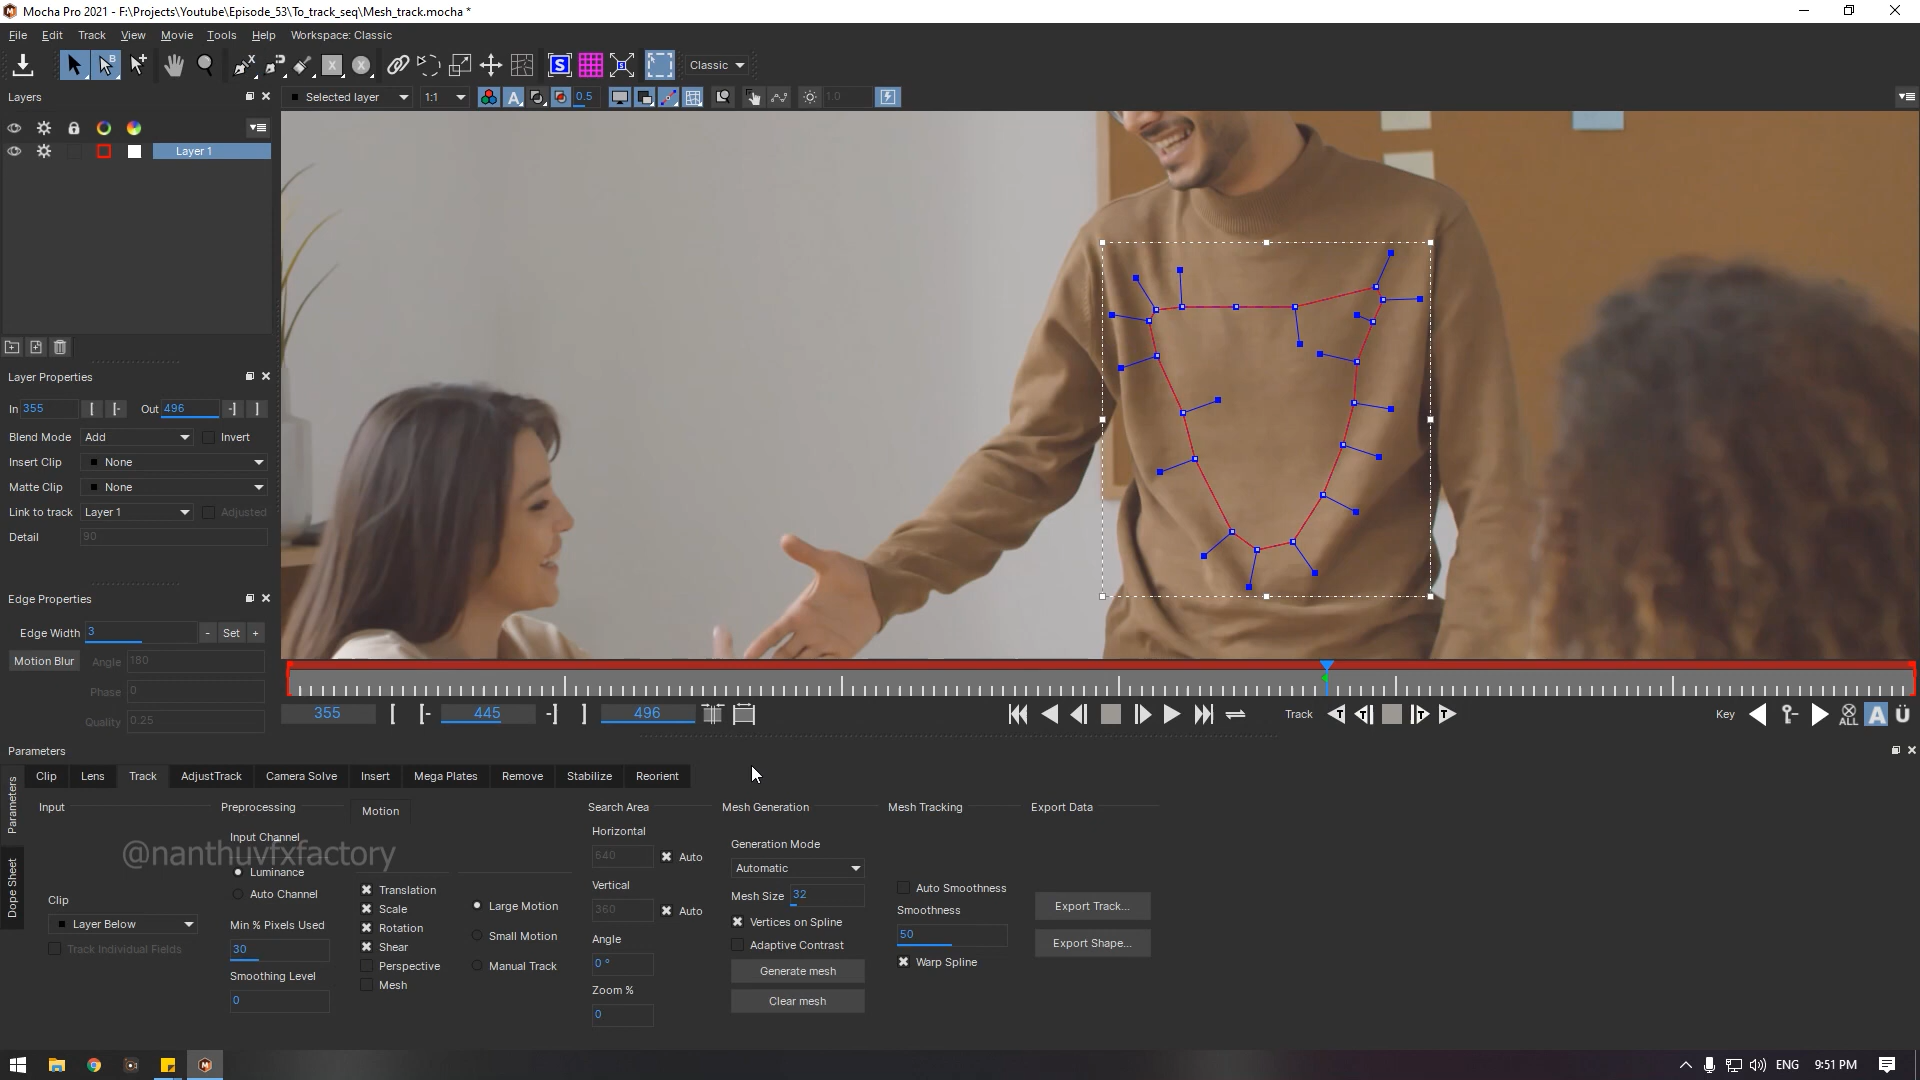 Mocha Pro 2021 - F:\Projects\Youtube\Episode_53\To_track_seq\Mesh_track.mocha *
File Edit Track View Movie Tools Help Workspace: Classic
Classic
Layers
Selected layer 1:1 A 0.5 1.0
Layer 1
Layer Properties
In 355 Out 496
Blend Mode Add Invert
Insert Clip None
Matte Clip None
Link to track Layer 1 Adjusted
Detail 90
Edge Properties
Edge Width 3 - Set +
Motion Blur Angle 180
Phase 0
Quality 0.25
355 445 496 Track Key ALL A Ü
Parameters
Clip Lens Track AdjustTrack Camera Solve Insert Mega Plates Remove Stabilize Reorient
Parameters
Dope Sheet
Input
Clip
Layer Below
Track Individual Fields
Preprocessing
Input Channel
Luminance
Auto Channel
Min % Pixels Used
30
Smoothing Level
0
@nanthuvfxfactory
Motion
Translation
Scale
Rotation
Shear
Perspective
Mesh
Large Motion
Small Motion
Manual Track
Search Area
Horizontal
640 Auto
Vertical
360 Auto
Angle
0 °
Zoom %
0
Mesh Generation
Generation Mode
Automatic
Mesh Size 32
Vertices on Spline
Adaptive Contrast
Generate mesh
Clear mesh
Mesh Tracking
Auto Smoothness
Smoothness
50
Warp Spline
Export Data
Export Track...
Export Shape...
ENG 9:51 PM